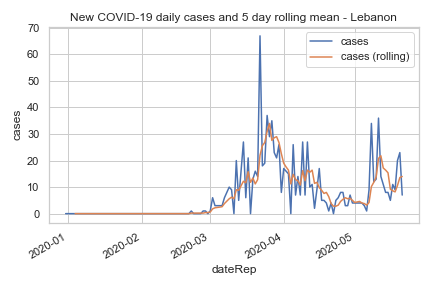 New COVID-19 daily cases and 5 day rolling mean - Lebanon
cases
cases (rolling)
cases
70
60
50
40
30
20
10
0
2020-01
2020-02
2020-03
2020-04
2020-05
dateRep